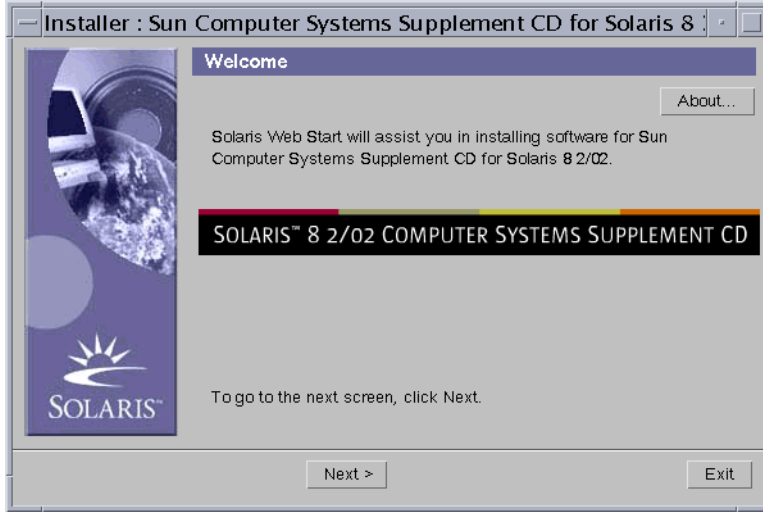 Installer : Sun Computer Systems Supplement CD for Solaris 8
Welcome
About...
Solaris Web Start will assist you in installing software for Sun
Computer Systems Supplement CD for Solaris 8 2/02.
SOLARIS™ 8 2/02 COMPUTER SYSTEMS SUPPLEMENT CD
To go to the next screen, click Next.
SOLARIS™
Next >
Exit